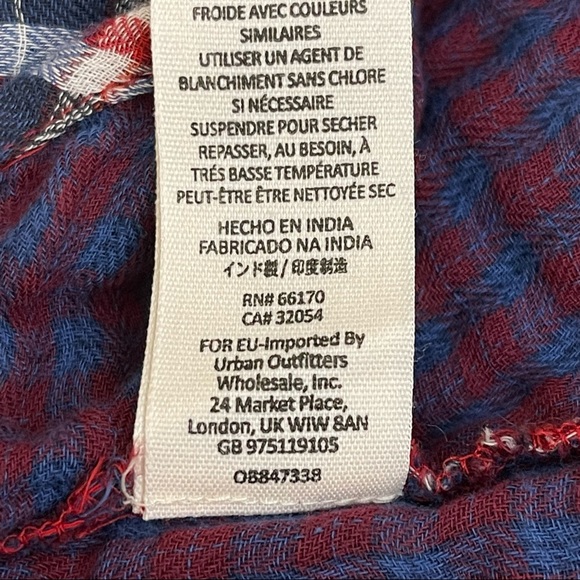 FROIDE AVEC COULEURS
SIMILAIRES
UTILISER UN AGENT DE
BLANCHIMENT SANS CHLORE
SI NÉCESSAIRE
SUSPENDRE POUR SECHER
REPASSER, AU BESOIN, À
TRÉS BASSE TEMPÉRATURE
PEUT-ÊTRE ÊTRE NETTOYÉE SEC
HECHO EN INDIA
FABRICADO NA INDIA
インド製 / 印度制造
RN# 66170
CA# 32054
FOR EU-Imported By
Urban Outfitters
Wholesale, Inc.
24 Market Place,
London, UK WIW 8AN
GB 975119105
OB847338